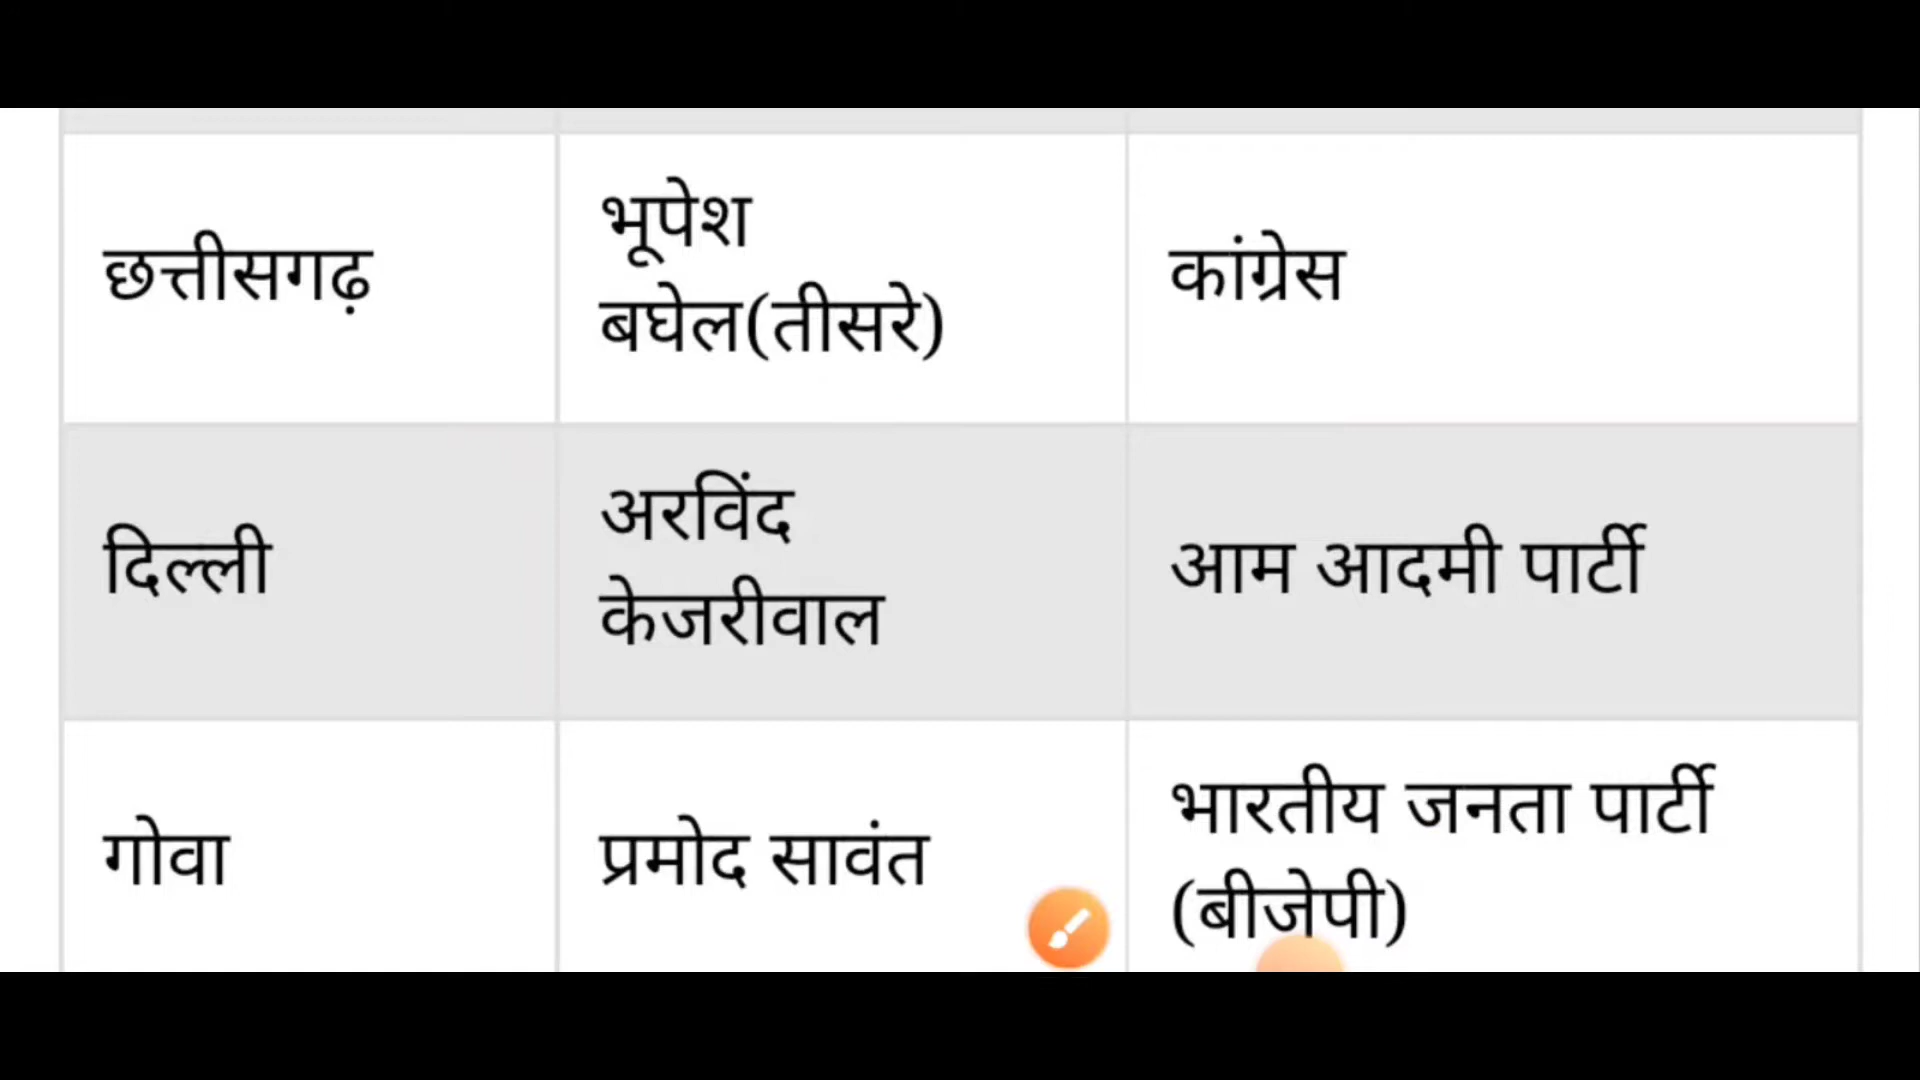 छत्तीसगढ़
भूपेश
बघेल(तीसरे)
कांग्रेस
दिल्ली
अरविंद
केजरीवाल
आम आदमी पार्टी
गोवा
प्रमोद सावंत
भारतीय जनता पार्टी
(बीजेपी)